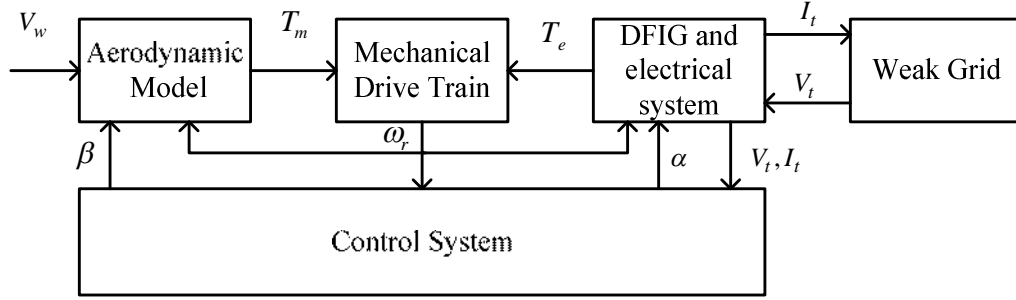 V_w
Aerodynamic
Model
T_m
Mechanical
Drive Train
T_e
DFIG and
electrical
system
I_t
V_t
Weak Grid
β
ω_r
α
V_t, I_t
Control System